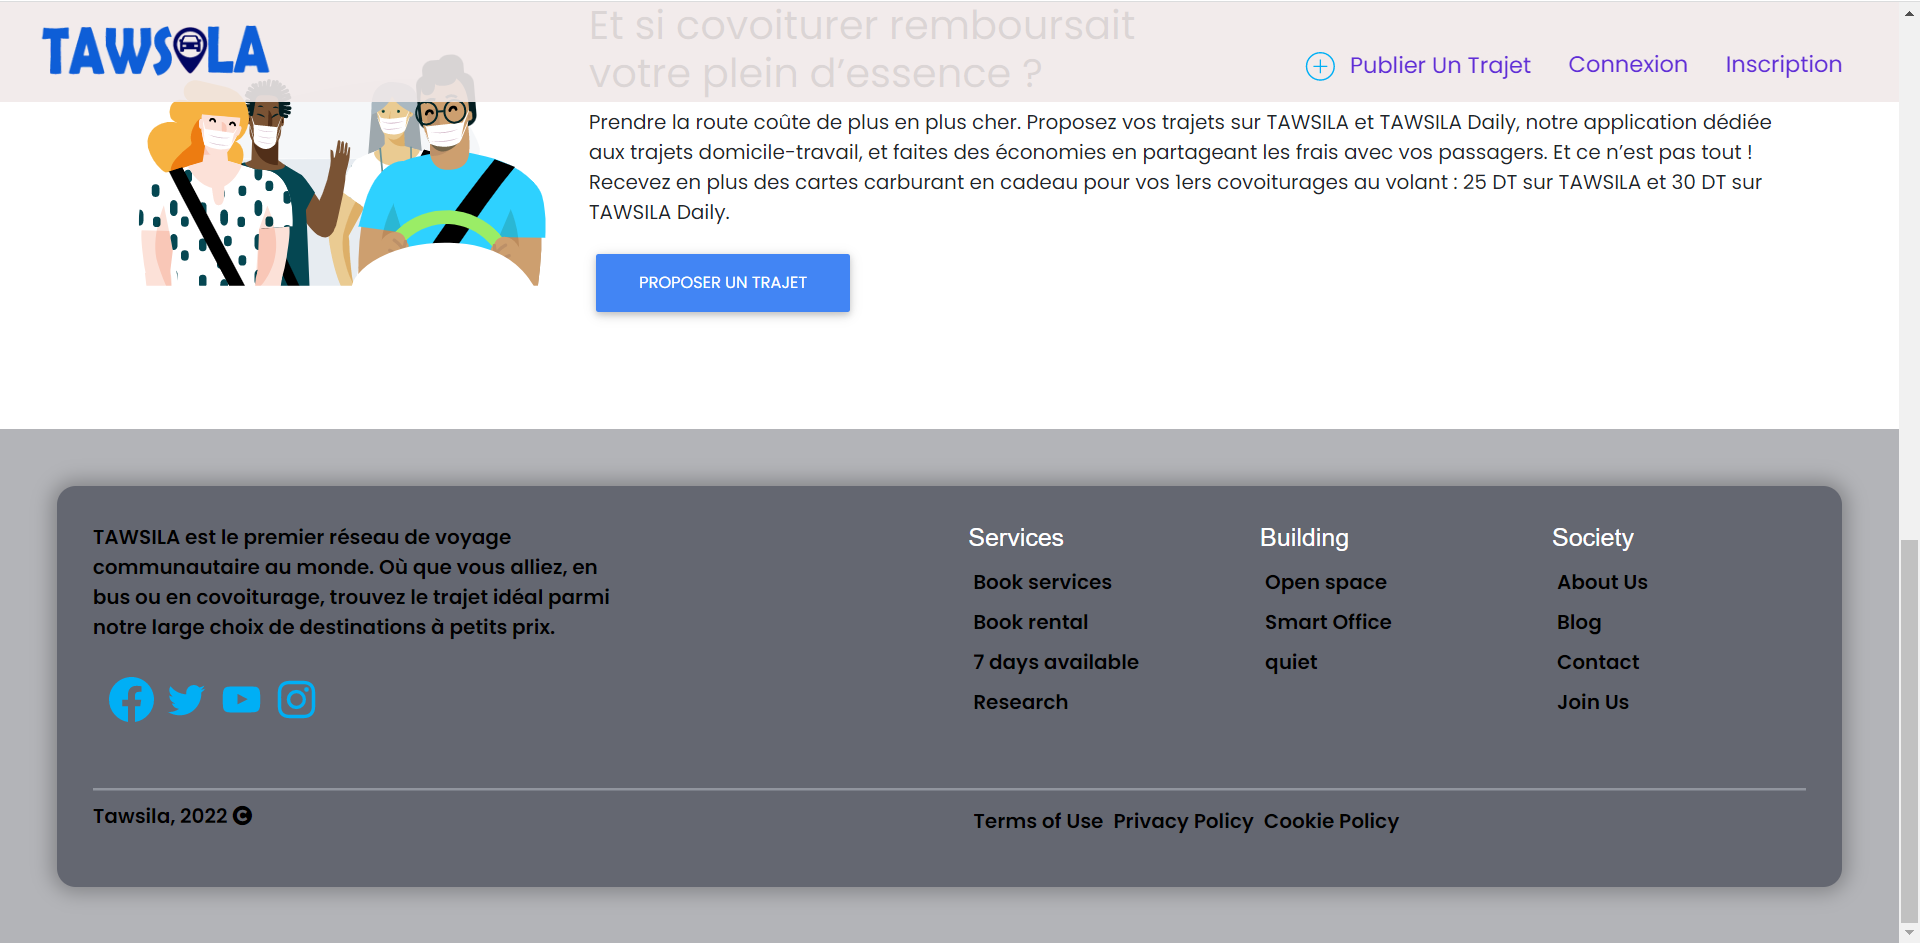 TAWSILA
Publier Un Trajet
Connexion
Inscription
Et si covoiturer remboursait
votre plein d’essence ?
Prendre la route coûte de plus en plus cher. Proposez vos trajets sur TAWSILA et TAWSILA Daily, notre application dédiée
aux trajets domicile-travail, et faites des économies en partageant les frais avec vos passagers. Et ce n’est pas tout !
Recevez en plus des cartes carburant en cadeau pour vos 1ers covoiturages au volant : 25 DT sur TAWSILA et 30 DT sur
TAWSILA Daily.
PROPOSER UN TRAJET
TAWSILA est le premier réseau de voyage
communautaire au monde. Où que vous alliez, en
bus ou en covoiturage, trouvez le trajet idéal parmi
notre large choix de destinations à petits prix.
Services
Book services
Book rental
7 days available
Research
Building
Open space
Smart Office
quiet
Society
About Us
Blog
Contact
Join Us
Tawsila, 2022 ©
Terms of Use Privacy Policy Cookie Policy